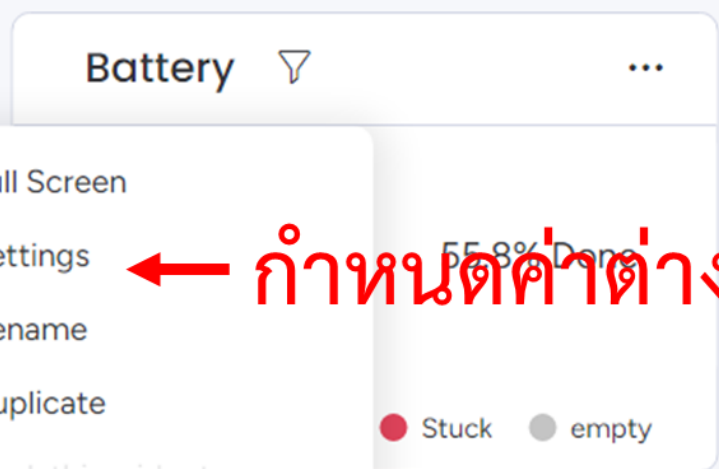 Battery
ll Screen
ettings
กำหนดค่าต่าง
55.8% Done
ename
uplicate
Stuck
empty